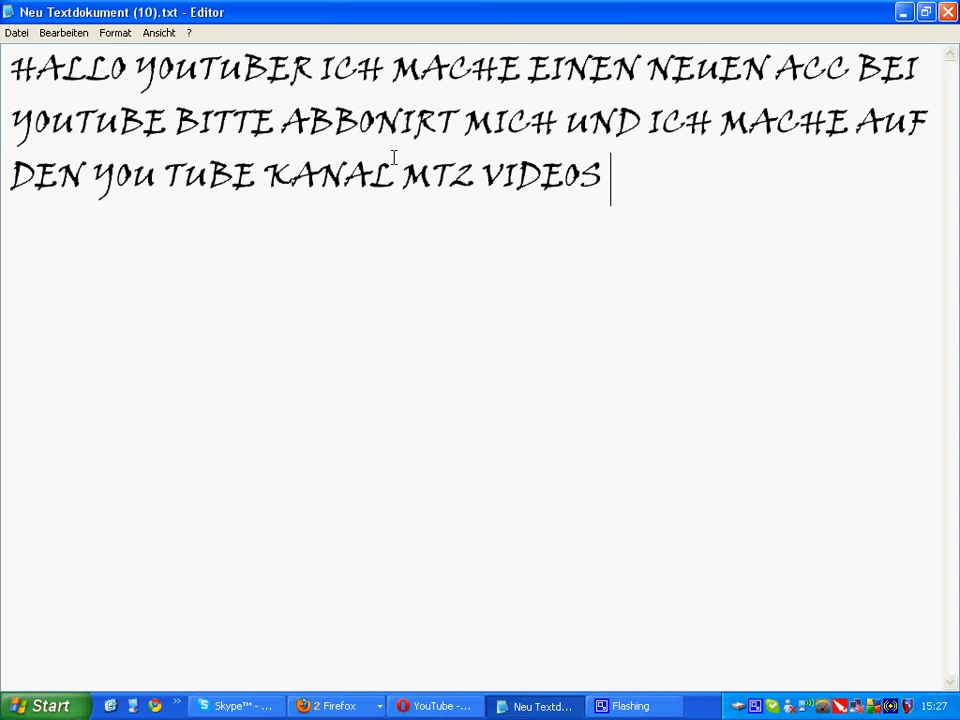 Neu Textdokument (10).txt - Editor
Datei Bearbeiten Format Ansicht ?
HALLO YOUTUBER ICH MACHE EINEN NEUEN ACC BEI
YOUTUBE BITTE ABBONIRT MICH UND ICH MACHE AUF
DEN YOU TUBE KANAL MT2 VIDEOS
Start Skype™ - ... 2 Firefox YouTube -... Neu Textd... Flashing 15:27